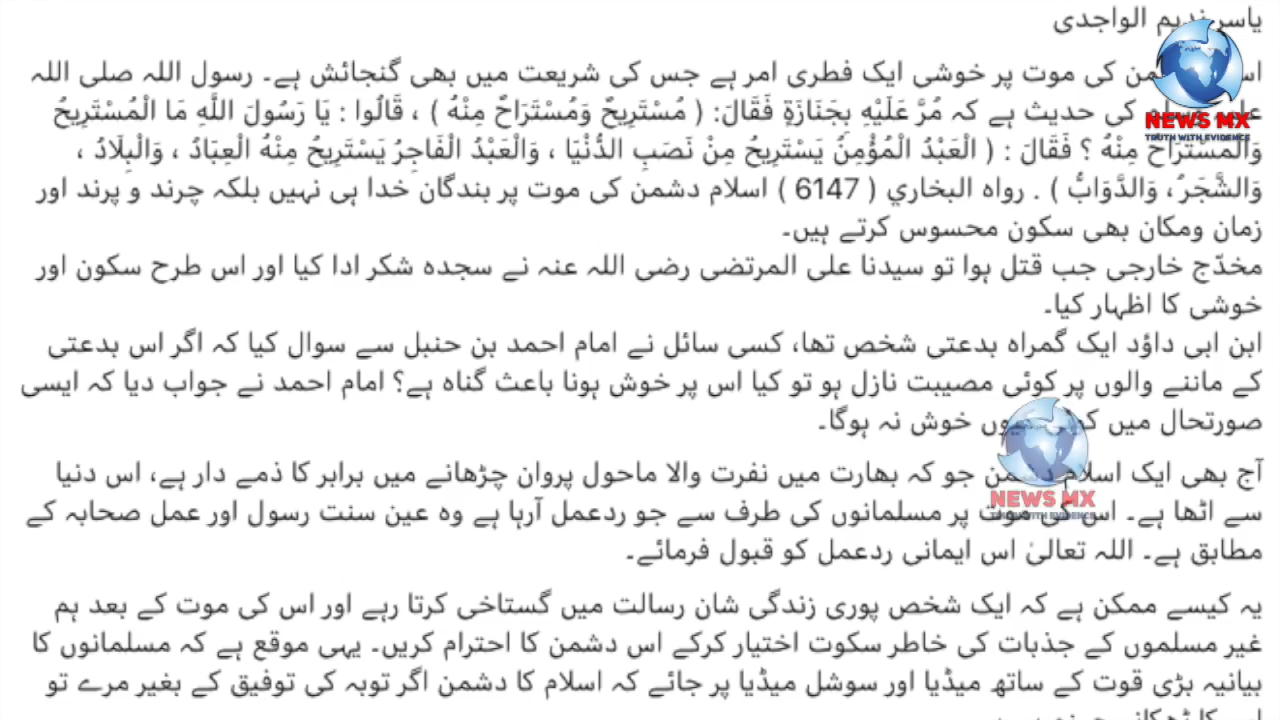 یاسر ندیم الواجدی
کی موت پر خوشی ایک فطری امر ہے جس کی شریعت میں بھی گنجائش ہے۔ رسول اللہ صلی اللہ
کی حدیث ہے کہ مُرَّ عَلَيْهِ بِجَنَازَةٍ فَقَالَ: ( مُسْتَرِيحٌ وَمُسْتَرَاحٌ مِنْهُ ) ، قَالُوا : يَا رَسُولَ اللَّهِ مَا الْمُسْتَرِيحُ
وَالْمُسْتَرَاحُ مِنْهُ ؟ فَقَالَ : ( الْعَبْدُ الْمُؤْمِنُ يَسْتَرِيحُ مِنْ نَصَبِ الدُّنْيَا ، وَالْعَبْدُ الْفَاجِرُ يَسْتَرِيحُ مِنْهُ الْعِبَادُ ، وَالْبِلَادُ ،
وَالشَّجَرُ ، وَالدَّوَابُّ ) . رواه البخاري ( 6147 ) اسلام دشمن کی موت پر بندگان خدا ہی نہیں بلکہ چرند و پرند اور
زمان ومکان بھی سکون محسوس کرتے ہیں۔
مخدّج خارجی جب قتل ہوا تو سیدنا علی المرتضی رضی اللہ عنہ نے سجدہ شکر ادا کیا اور اس طرح سکون اور
خوشی کا اظہار کیا۔
ابن ابی داؤد ایک گمراہ بدعتی شخص تھا، کسی سائل نے امام احمد بن حنبل سے سوال کیا کہ اگر اس بدعتی
کے ماننے والوں پر کوئی مصیبت نازل ہو تو کیا اس پر خوش ہونا باعث گناہ ہے؟ امام احمد نے جواب دیا کہ ایسی
صورتحال میں خوش نہ ہوگا۔
آج بھی ایک اسلام دشمن جو کہ بھارت میں نفرت والا ماحول پروان چڑھانے میں برابر کا ذمے دار ہے، اس دنیا
سے اٹھا ہے۔ اس کی موت پر مسلمانوں کی طرف سے جو ردعمل آرہا ہے وہ عین سنت رسول اور عمل صحابہ کے
مطابق ہے۔ اللہ تعالیٰ اس ایمانی ردعمل کو قبول فرمائے۔
یہ کیسے ممکن ہے کہ ایک شخص پوری زندگی شان رسالت میں گستاخی کرتا رہے اور اس کی موت کے بعد ہم
غیر مسلموں کے جذبات کی خاطر سکوت اختیار کرکے اس دشمن کا احترام کریں۔ یہی موقع ہے کہ مسلمانوں کا
بیانیہ بڑی قوت کے ساتھ میڈیا اور سوشل میڈیا پر جائے کہ اسلام کا دشمن اگر توبہ کی توفیق کے بغیر مرے تو
NEWS MX
TRUTH WITH EVIDENCE
NEWS MX
TRUTH WITH EVIDENCE